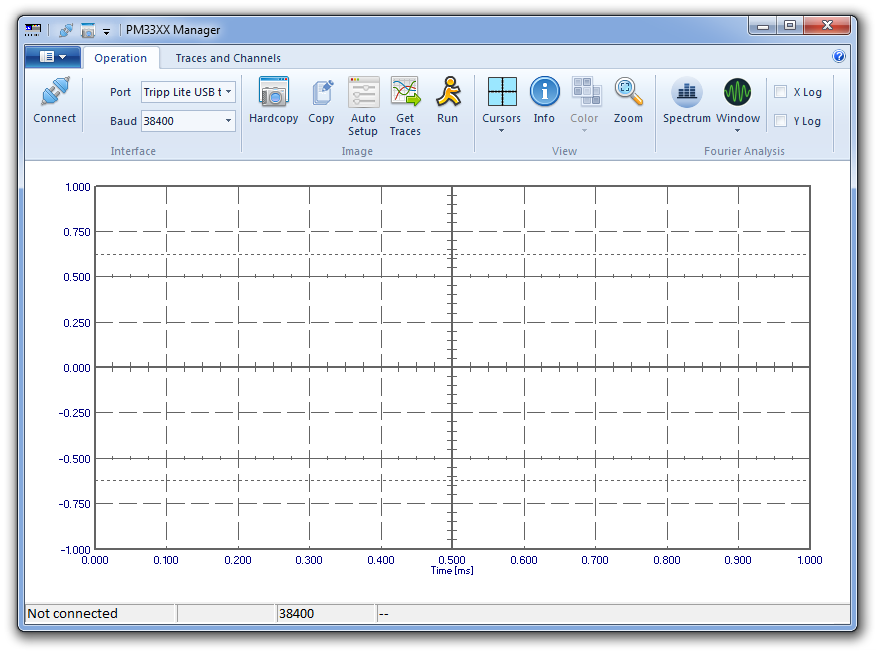 PM33XX Manager
Operation Traces and Channels
Connect
Port Tripp Lite USB t
Baud 38400
Interface
Hardcopy Copy Auto Setup Get Traces Run
Image
Cursors Info Color Zoom
View
Spectrum Window
X Log
Y Log
Fourier Analysis
1.000
0.750
0.500
0.250
0.000
-0.250
-0.500
-0.750
-1.000
0.000 0.100 0.200 0.300 0.400 0.500 0.600 0.700 0.800 0.900 1.000
Time [ms]
Not connected 38400 --